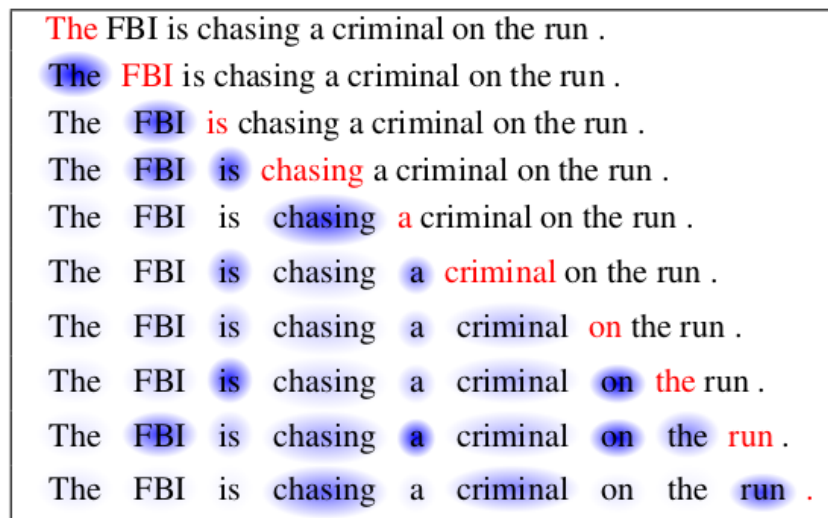 The FBI is chasing a criminal on the run .
The FBI is chasing a criminal on the run .
The FBI is chasing a criminal on the run .
The FBI is chasing a criminal on the run .
The FBI is chasing a criminal on the run .
The FBI is chasing a criminal on the run .
The FBI is chasing a criminal on the run .
The FBI is chasing a criminal on the run .
The FBI is chasing a criminal on the run .
The FBI is chasing a criminal on the run .